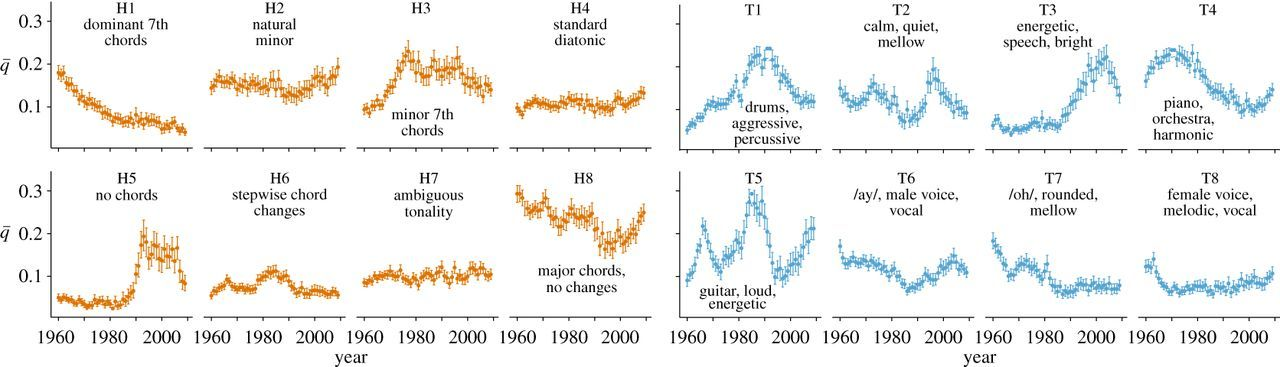 H1
dominant 7th
chords
H2
natural
minor
H3
minor 7th
chords
H4
standard
diatonic
T1
drums,
aggressive,
percussive
T2
calm, quiet,
mellow
T3
energetic,
speech, bright
T4
piano,
orchestra,
harmonic
0.3
q̄ 0.2
0.1
H5
no chords
H6
stepwise chord
changes
H7
ambiguous
tonality
H8
major chords,
no changes
T5
guitar, loud,
energetic
T6
/ay/, male voice,
vocal
T7
/oh/, rounded,
mellow
T8
female voice,
melodic, vocal
0.3
q̄ 0.2
0.1
1960 1980 2000 1960 1980 2000 1960 1980 2000 1960 1980 2000 1960 1980 2000 1960 1980 2000 1960 1980 2000 1960 1980 2000
year year